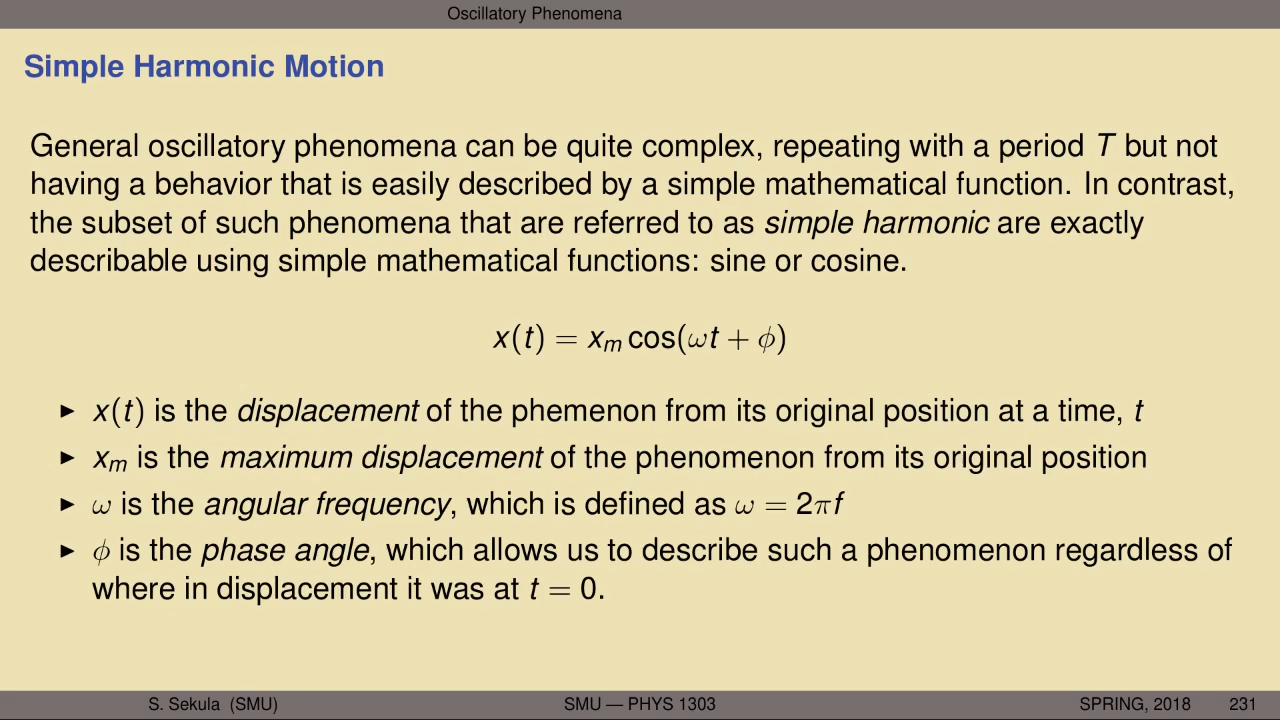 Oscillatory Phenomena
Simple Harmonic Motion
General oscillatory phenomena can be quite complex, repeating with a period T but not
having a behavior that is easily described by a simple mathematical function. In contrast,
the subset of such phenomena that are referred to as simple harmonic are exactly
describable using simple mathematical functions: sine or cosine.
x(t) = xₘ cos(ωt + ϕ)
▶ x(t) is the displacement of the phemenon from its original position at a time, t
▶ xₘ is the maximum displacement of the phenomenon from its original position
▶ ω is the angular frequency, which is defined as ω = 2πf
▶ ϕ is the phase angle, which allows us to describe such a phenomenon regardless of
where in displacement it was at t = 0.
S. Sekula (SMU) SMU — PHYS 1303 SPRING, 2018 231